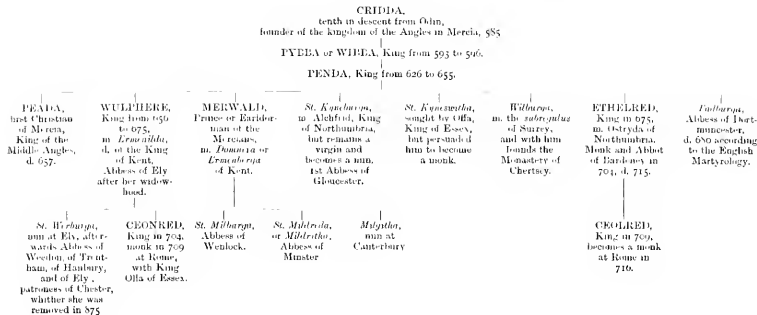 CRIDDA,
tenth in descent from Odin,
founder of the kingdom of the Angles in Mercia, 585
PYBBA or WIBBA, King from 593 to 596.
PENDA, King from 626 to 655.
PEADA,
first Christian
of Mercia,
King of the
Middle Angles,
d. 657.
WULPHERE,
King from 656
to 675,
m. Ermenilda,
d. of the King
of Kent,
Abbess of Ely
after her widow-
hood.
MERWALD,
Prince or Earldor-
man of the
Mercians,
m. Domneva or
Ermenberga
of Kent.
St. Kyneburga,
m. Alchfrid, King
of Northumbria,
but remains a
virgin and
becomes a nun,
1st Abbess of
Gloucester.
St. Kyneswitha,
sought by Offa,
King of Essex,
but persuaded
him to become
a monk.
Wilburga,
m. the subregulus
of Surrey,
and with him
founds the
Monastery of
Chertsey.
ETHELRED,
King in 675,
m. Ostryda of
Northumbria.
Monk and Abbot
of Bardeney in
704, d. 715.
Eadburga,
Abbess of Dort-
muncester,
d. 680 according
to the English
Martyrology.
St. Werburga,
nun at Ely, after-
wards Abbess of
Weedon, of Trent-
ham, of Hanbury,
and of Ely,
patroness of Chester,
whither she was
removed in 875
CEONRED,
King in 704,
monk in 709
at Rome,
with King
Offa of Essex.
St. Milburga,
Abbess of
Wenlock.
St. Mildreda,
or Mildritha,
Abbess of
Minster
Milgitha,
nun at
Canterbury
CEOLRED,
King in 709,
becomes a monk
at Rome in
716.